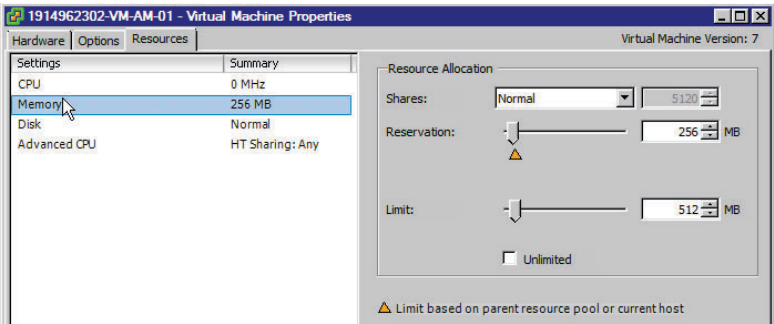 1914962302-VM-AM-01 - Virtual Machine Properties
Hardware Options Resources Virtual Machine Version: 7
Settings Summary
CPU 0 MHz
Memory 256 MB
Disk Normal
Advanced CPU HT Sharing: Any
Resource Allocation
Shares: Normal 5120
Reservation: 256 MB
Limit: 512 MB
Unlimited
Limit based on parent resource pool or current host